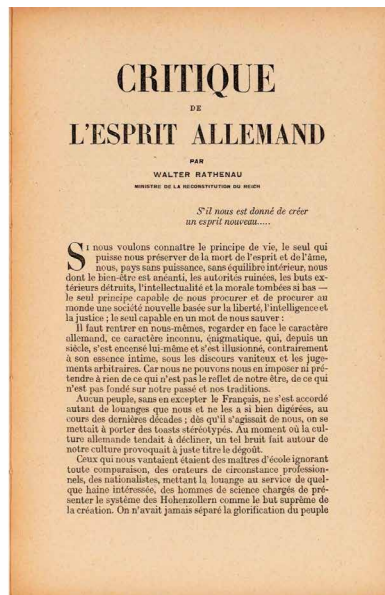 CRITIQUE
DE
L'ESPRIT ALLEMAND
PAR
WALTER RATHENAU
MINISTRE DE LA RECONSTITUTION DU REICH
S'il nous est donné de créer
un esprit nouveau.....
SI nous voulons connaître le principe de vie, le seul qui
puisse nous préserver de la mort de l'esprit et de l'âme,
nous, pays sans puissance, sans équilibre intérieur, nous
dont le bien-être est anéanti, les autorités ruinées, les buts ex-
térieurs détruits, l'intellectualité et la morale tombées si bas —
le seul principe capable de nous procurer et de procurer au
monde une société nouvelle basée sur la liberté, l'intelligence et
la justice ; le seul capable en un mot de nous sauver :
Il faut rentrer en nous-mêmes, regarder en face le caractère
allemand, ce caractère inconnu, énigmatique, qui, depuis un
siècle, s'est encensé lui-même et s'est illusionné, contrairement
à son essence intime, sous les discours vaniteux et les juge-
ments arbitraires. Car nous ne pouvons nous en imposer ni pré-
tendre à rien de ce qui n'est pas le reflet de notre être, de ce qui
n'est pas fondé sur notre passé et nos traditions.
Aucun peuple, sans en excepter le Français, ne s'est accordé
autant de louanges que nous et ne les a si bien digérées, au
cours des dernières décades ; dès qu'il s'agissait de nous, on se
mettait à porter des toasts stéréotypés. Au moment où la cul-
ture allemande tendait à décliner, un tel bruit fait autour de
notre culture provoquait à juste titre le dégoût.
Ceux qui nous vantaient étaient des maîtres d'école ignorant
toute comparaison, des orateurs de circonstance profession-
nels, des nationalistes, mettant la louange au service de quel-
que haine intéressée, des hommes de science chargés de pré-
senter le système des Hohenzollern comme le but suprême de
la création. On n'avait jamais séparé la glorification du peuple